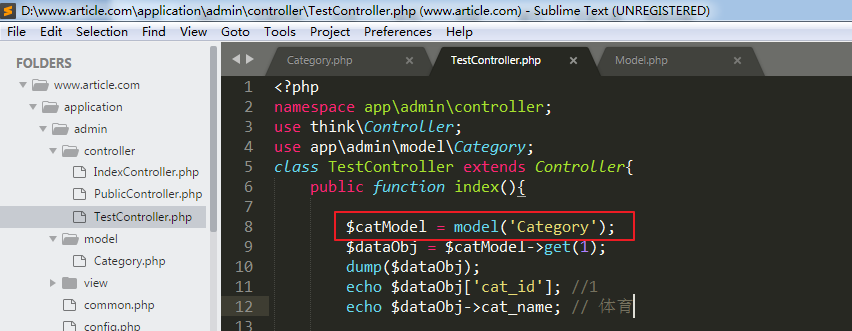 D:\www.article.com\application\admin\controller\TestController.php (www.article.com) - Sublime Text (UNREGISTERED)
File Edit Selection Find View Goto Tools Project Preferences Help
FOLDERS
www.article.com
application
admin
controller
IndexController.php
PublicController.php
TestController.php
model
Category.php
view
common.php
config.php
Category.php × TestController.php × Model.php ×
1 <?php
2 namespace app\admin\controller;
3 use think\Controller;
4 use app\admin\model\Category;
5 class TestController extends Controller{
6 public function index(){
7
8 $catModel = model('Category');
9 $dataObj = $catModel->get(1);
10 dump($dataObj);
11 echo $dataObj['cat_id']; //1
12 echo $dataObj->cat_name; // 体育
13